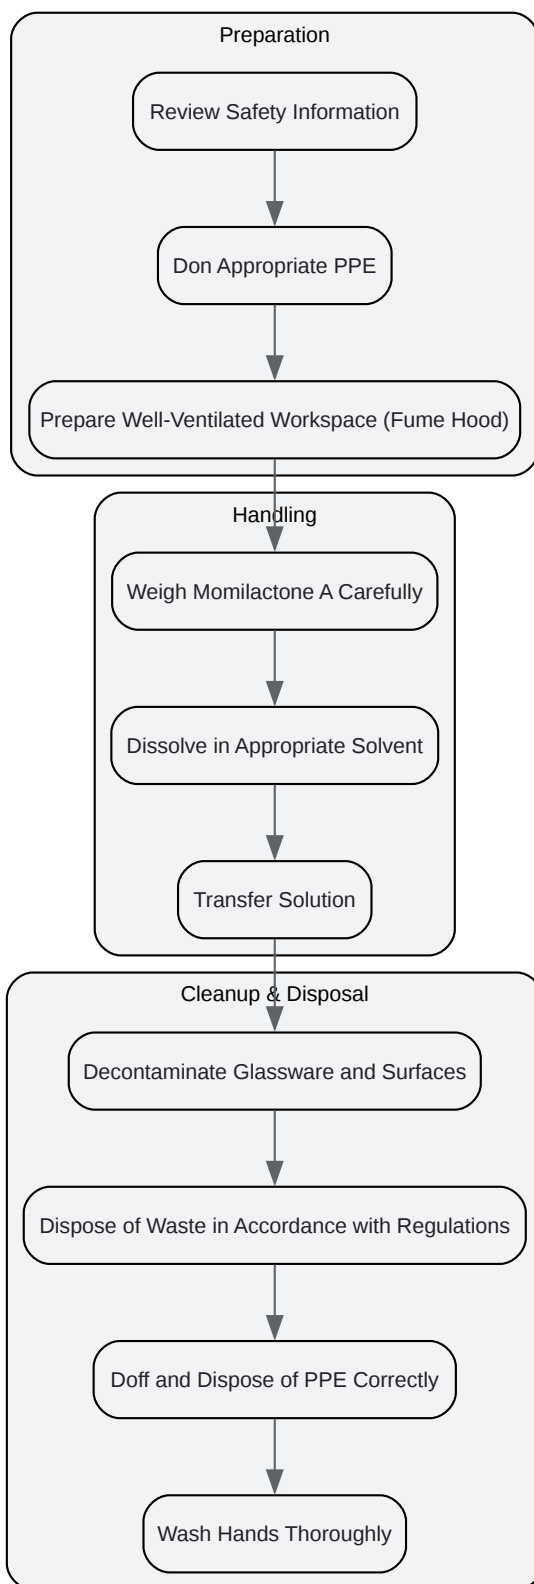 Preparation
Review Safety Information
Don Appropriate PPE
Prepare Well-Ventilated Workspace (Fume Hood)
Handling
Weigh Momilactone A Carefully
Dissolve in Appropriate Solvent
Transfer Solution
Cleanup & Disposal
Decontaminate Glassware and Surfaces
Dispose of Waste in Accordance with Regulations
Doff and Dispose of PPE Correctly
Wash Hands Thoroughly